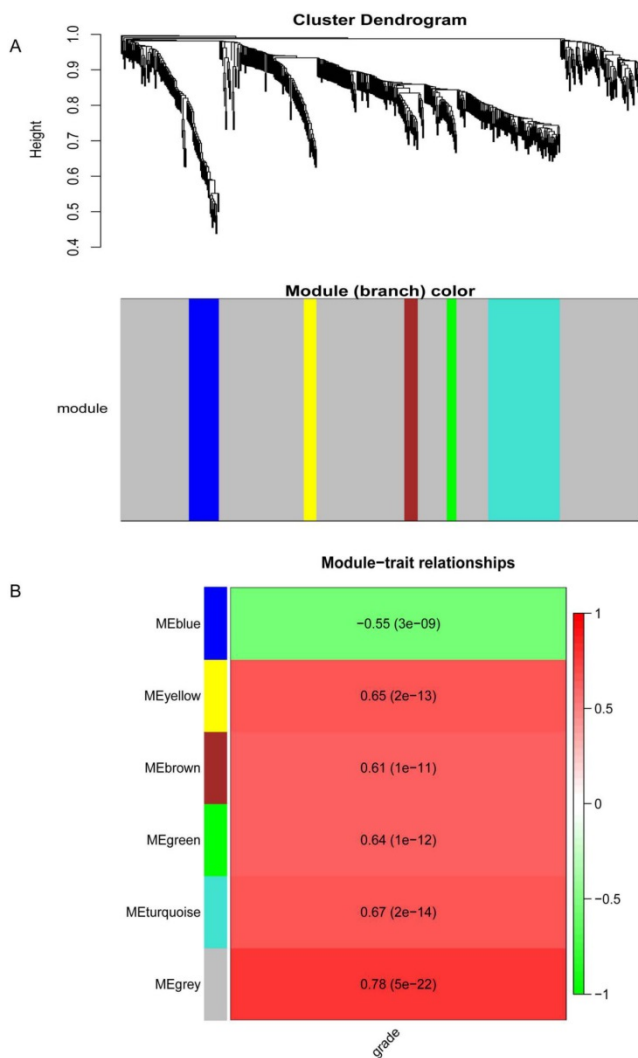 A
Cluster Dendrogram
Height
1.0
0.9
0.8
0.7
0.6
0.5
0.4
Module (branch) color
module
B
Module−trait relationships
MEblue
−0.55 (3e−09)
MEyellow
0.65 (2e−13)
MEbrown
0.61 (1e−11)
MEgreen
0.64 (1e−12)
MEturquoise
0.67 (2e−14)
MEgrey
0.78 (5e−22)
grade
1
0.5
0
−0.5
−1